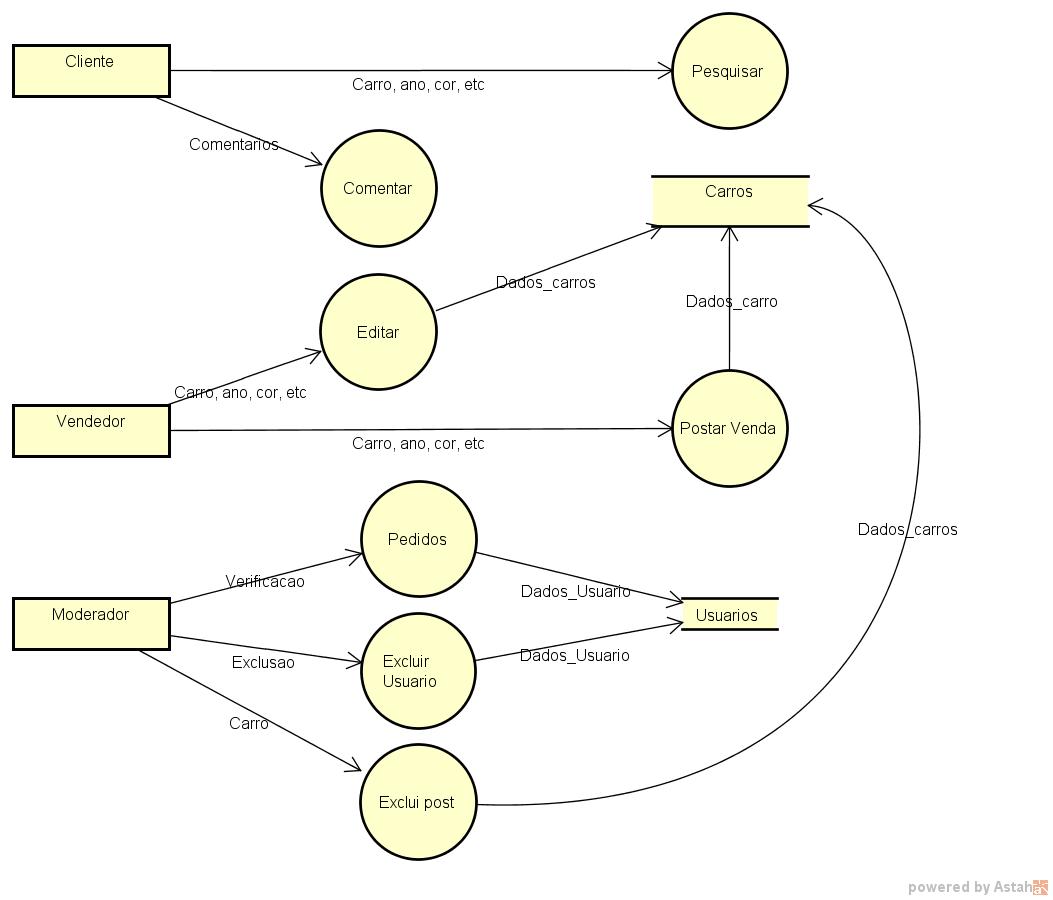 Cliente
Carro, ano, cor, etc
Pesquisar
Comentarios
Comentar
Carros
Dados_carros
Dados_carro
Editar
Carro, ano, cor, etc
Vendedor
Carro, ano, cor, etc
Postar Venda
Pedidos
Dados_carros
Verificacao
Dados_Usuario
Moderador
Usuarios
Exclusao
Excluir
Usuario
Dados_Usuario
Carro
Exclui post
powered by Astah